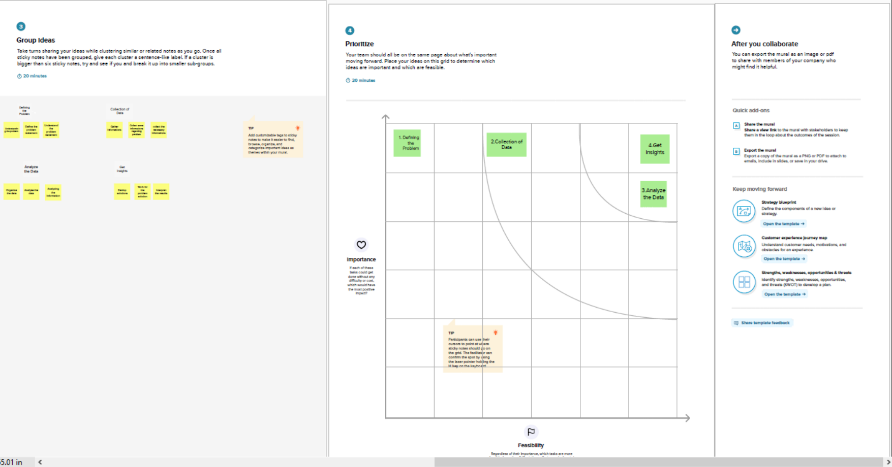 3
Group ideas
Take turns sharing your ideas while clustering similar or related notes as you go. Once all
sticky notes have been grouped, give each cluster a sentence-like label. If a cluster is
bigger than six sticky notes, try and see if you and break it up into smaller sub-groups.
20 minutes
Defining
the
Problem
Collection of
Data
Analyze
the Data
Get
Insights
TIP
Add customizable tags to sticky
notes to make it easier to find,
browse, organize, and
categorize important ideas as
themes within your mural.
4
Prioritize
Your team should all be on the same page about what's important
moving forward. Place your ideas on this grid to determine which
ideas are important and which are feasible.
20 minutes
1.Defining
the
Problem
2.Collection of
Data
4.Get
Insights
3.Analyze
the Data
Importance
If each of these
tasks could get
done without any
difficulty or cost,
which would have
the most positive
impact?
TIP
Participants can use their
cursors to point at where
sticky notes should go on
the grid. The facilitator can
confirm the spot by using
the laser pointer holding the
H key on the keyboard.
Feasibility
Regardless of their importance, which tasks are more
After you collaborate
You can export the mural as an image or pdf
to share with members of your company who
might find it helpful.
Quick add-ons
A
Share the mural
Share a view link to the mural with stakeholders to keep
them in the loop about the outcomes of the session.
B
Export the mural
Export a copy of the mural as a PNG or PDF to attach to
emails, include in slides, or save in your drive.
Keep moving forward
Strategy blueprint
Define the components of a new idea or
strategy.
Open the template →
Customer experience journey map
Understand customer needs, motivations, and
obstacles for an experience.
Open the template →
Strengths, weaknesses, opportunities & threats
Identify strengths, weaknesses, opportunities,
and threats (SWOT) to develop a plan.
Open the template →
Share template feedback
5.01 in